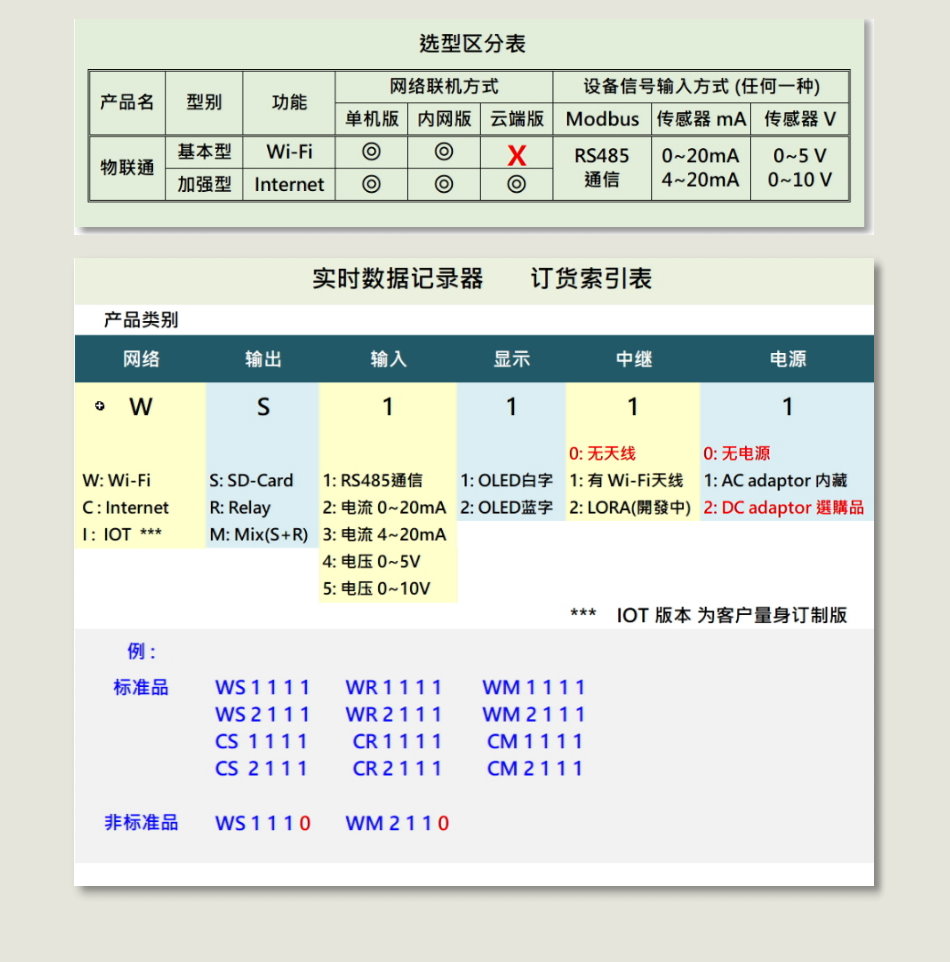 选型区分表
产品名 型别 功能 网络联机方式 设备信号输入方式 (任何一种)
单机版 内网版 云端版 Modbus 传感器 mA 传感器 V
物联通 基本型 Wi-Fi ◎ ◎ X RS485 通信 0~20mA 4~20mA 0~5 V 0~10 V
加强型 Internet ◎ ◎ ◎
实时数据记录器 订货索引表
产品类别
网络 输出 输入 显示 中继 电源
W S 1 1 1 1
0: 无天线 0: 无电源
W: Wi-Fi S: SD-Card 1: RS485通信 1: OLED白字 1: 有 Wi-Fi天线 1: AC adaptor 内藏
C : Internet R: Relay 2: 电流 0~20mA 2: OLED蓝字 2: LORA(開發中) 2: DC adaptor 選購品
I : IOT *** M: Mix(S+R) 3: 电流 4~20mA
4: 电压 0~5V
5: 电压 0~10V
*** IOT 版本 为客户量身订制版
例 :
标准品 WS 1 1 1 1 WR 1 1 1 1 WM 1 1 1 1
WS 2 1 1 1 WR 2 1 1 1 WM 2 1 1 1
CS 1 1 1 1 CR 1 1 1 1 CM 1 1 1 1
CS 2 1 1 1 CR 2 1 1 1 CM 2 1 1 1
非标准品 WS 1 1 1 0 WM 2 1 1 0